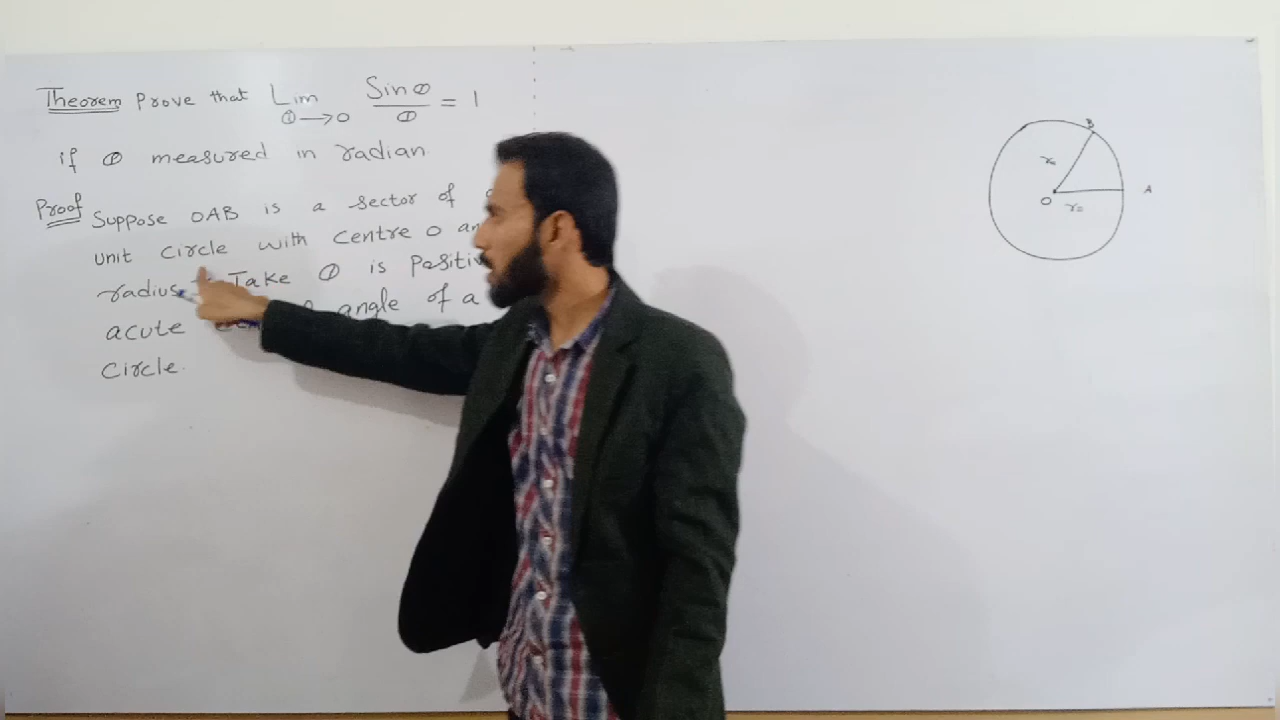 Theorem Prove that Lim θ→0 Sinθ/θ = 1
if θ measured in radian.
Proof Suppose OAB is a sector of
unit circle with Centre O an
radius Take θ is Positiv
acute angle of a
Circle.
B
r=
A
O
r=